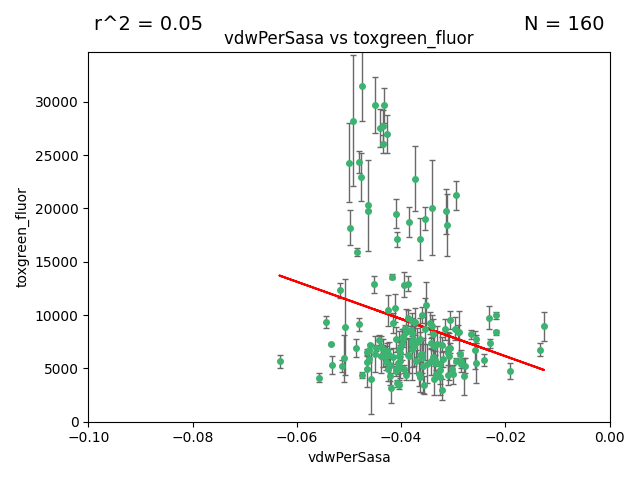 r^2 = 0.05
N = 160
vdwPerSasa vs toxgreen_fluor
30000
25000
20000
15000
10000
5000
0
toxgreen_fluor
−0.10
−0.08
−0.06
−0.04
−0.02
0.00
vdwPerSasa